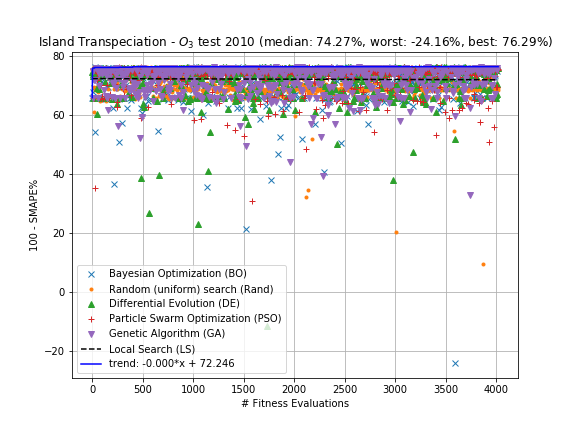 Island Transpeciation - O₃ test 2010 (median: 74.27%, worst: -24.16%, best: 76.29%)
80
60
40
20
0
−20
100 - SMAPE%
Bayesian Optimization (BO)
Random (uniform) search (Rand)
Differential Evolution (DE)
Particle Swarm Optimization (PSO)
Genetic Algorithm (GA)
Local Search (LS)
trend: -0.000*x + 72.246
0 500 1000 1500 2000 2500 3000 3500 4000
# Fitness Evaluations